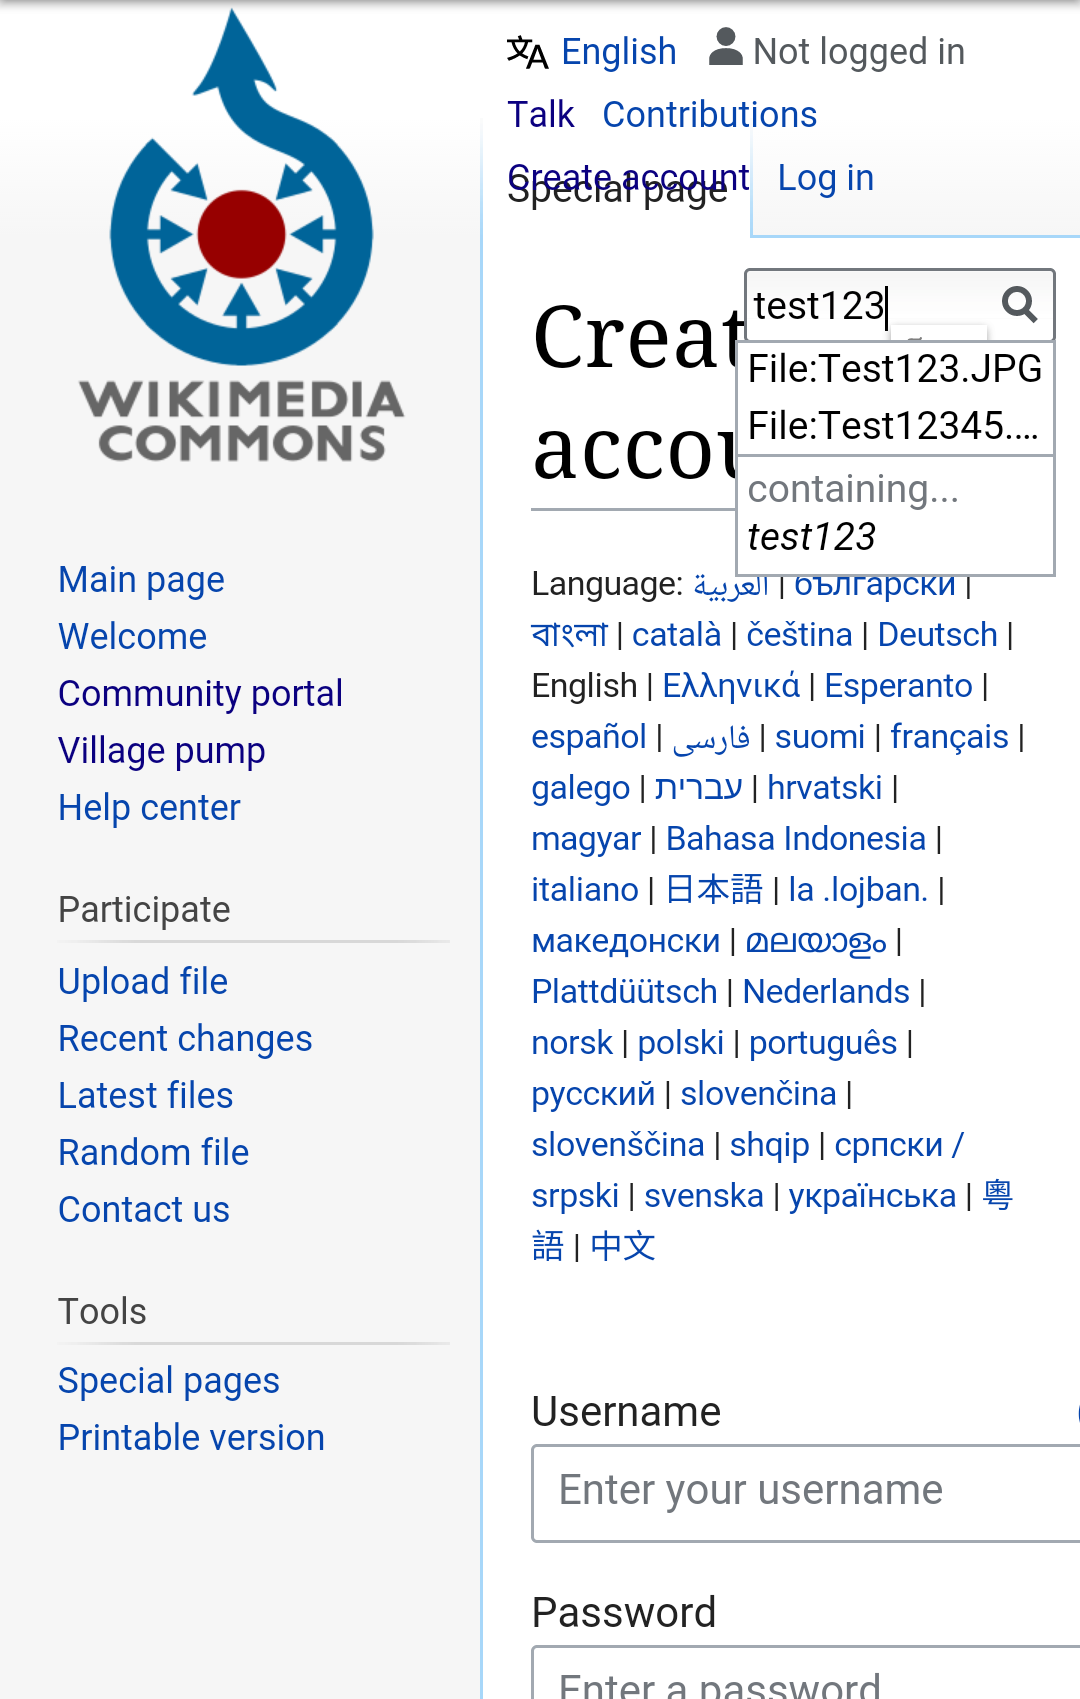 WIKIMEDIA
COMMONS
Main page
Welcome
Community portal
Village pump
Help center
Participate
Upload file
Recent changes
Latest files
Random file
Contact us
Tools
Special pages
Printable version
文A English Not logged in
Talk Contributions
Create account Log in
Special page
test123
File:Test123.JPG
File:Test12345....
containing...
test123
Creat
accou
Language: العربية | български |
বাংলা | català | čeština | Deutsch |
English | Ελληνικά | Esperanto |
español | فارسی | suomi | français |
galego | עברית | hrvatski |
magyar | Bahasa Indonesia |
italiano | 日本語 | la .lojban. |
македонски | മലയാളം |
Plattdüütsch | Nederlands |
norsk | polski | português |
русский | slovenčina |
slovenščina | shqip | српски /
srpski | svenska | українська | 粵
語 | 中文
Username
Enter your username
Password
Enter a password